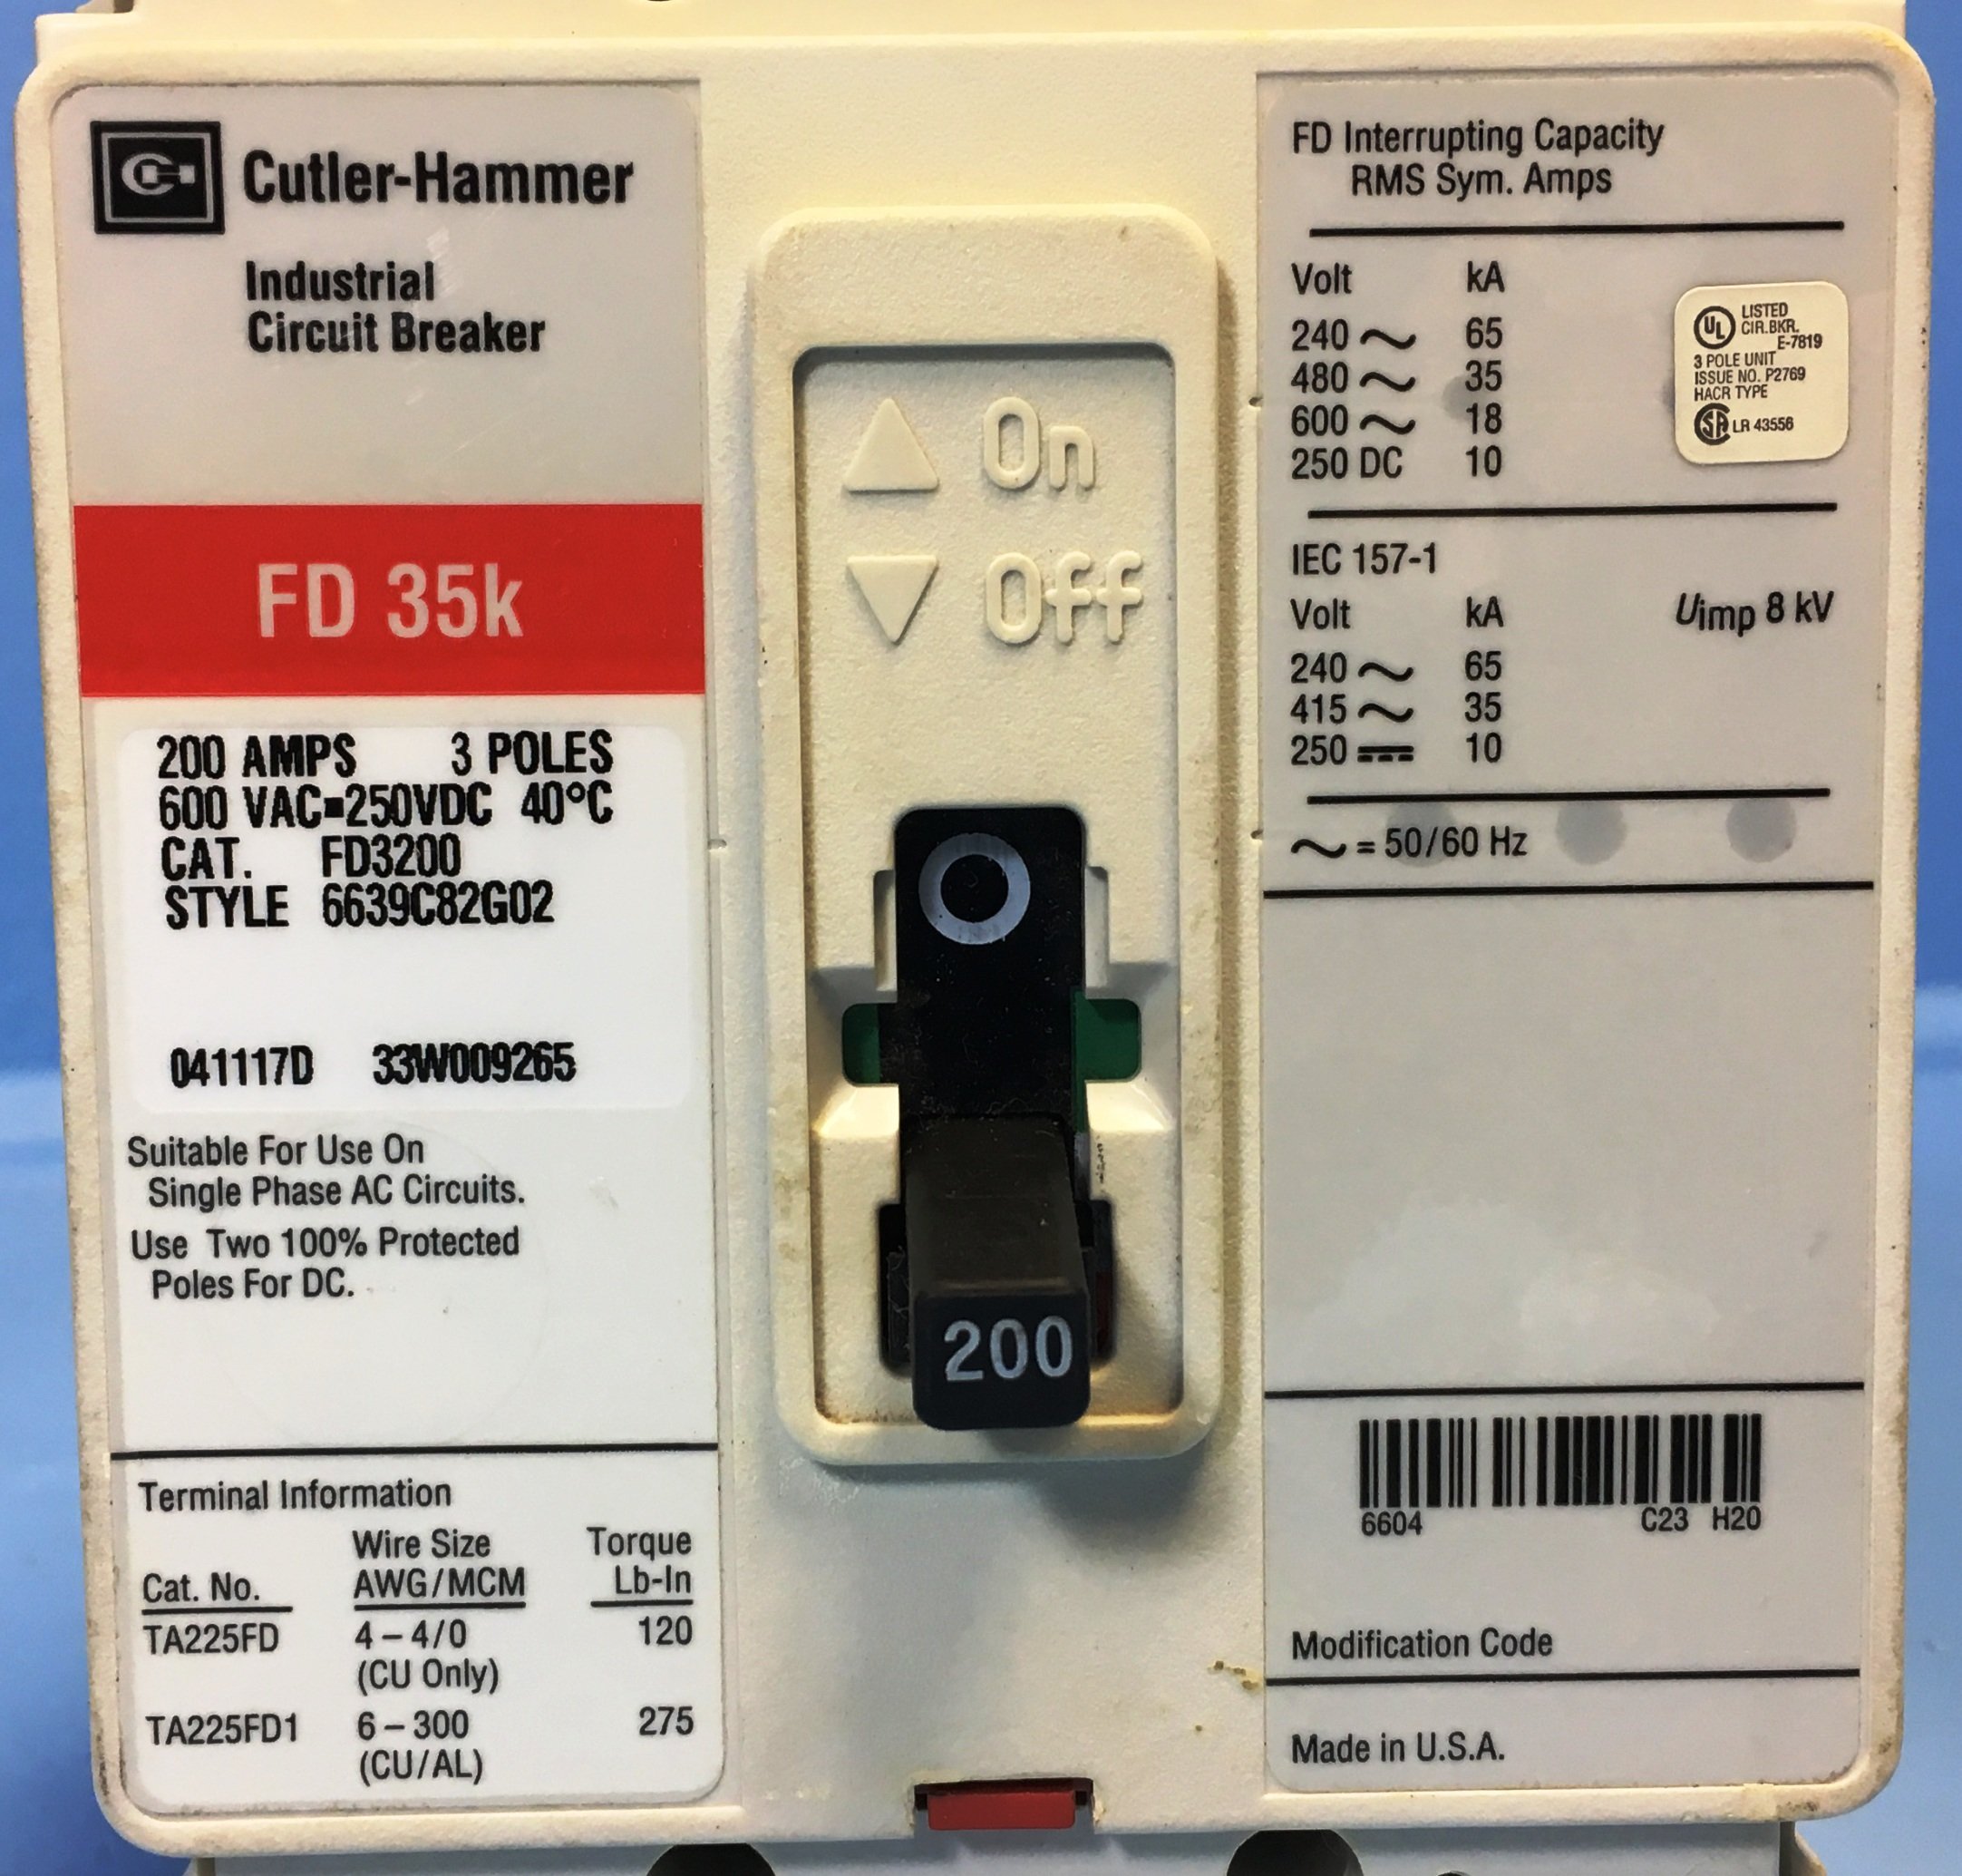 Cutler-Hammer
Industrial
Circuit Breaker
FD 35k
200 AMPS 3 POLES
600 VAC=250VDC 40°C
CAT. FD3200
STYLE 6639C82G02
041117D 33W009265
Suitable For Use On
Single Phase AC Circuits.
Use Two 100% Protected
Poles For DC.
Terminal Information
Cat. No. Wire Size AWG/MCM Torque Lb-In
TA225FD 4 – 4/0 120
(CU Only)
TA225FD1 6 – 300 275
(CU/AL)
On
Off
200
FD Interrupting Capacity
RMS Sym. Amps
Volt kA
240 ~ 65
480 ~ 35
600 ~ 18
250 DC 10
UL LISTED
CIR.BKR.
E-7819
3 POLE UNIT
ISSUE NO. P2769
HACR TYPE
SA LR 43556
IEC 157-1
Volt kA Uimp 8 kV
240 ~ 65
415 ~ 35
250 ⎓ 10
~ = 50/60 Hz
6604 C23 H20
Modification Code
Made in U.S.A.